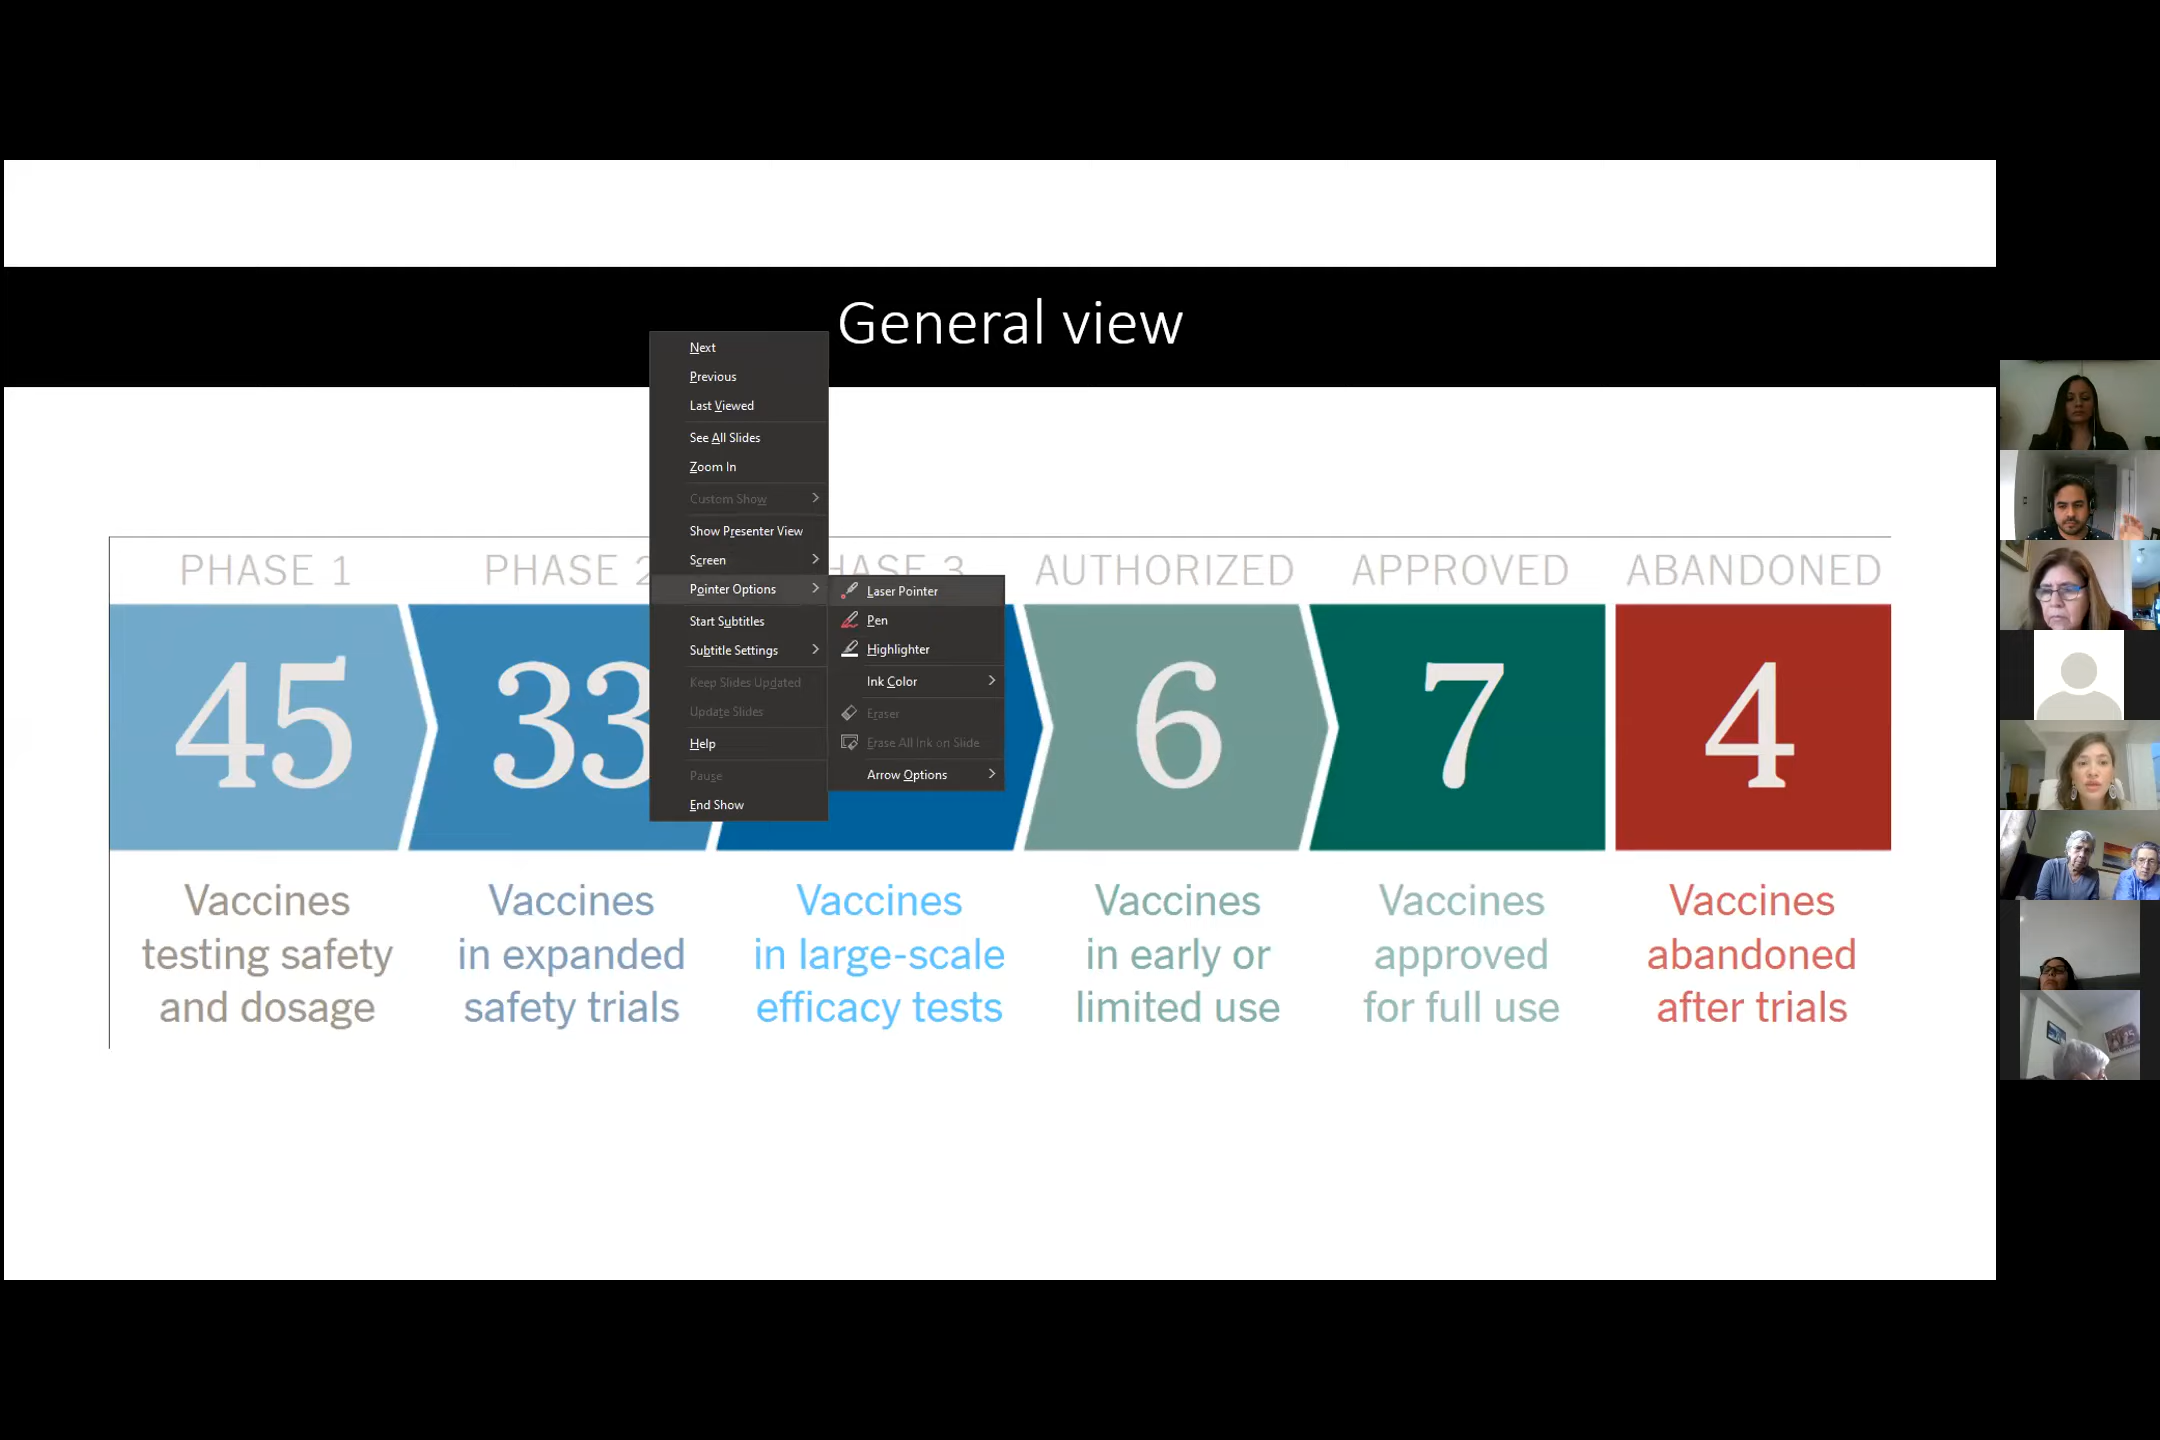 General view
Next
Previous
Last Viewed
See All Slides
Zoom In
Custom Show
Show Presenter View
Screen
Pointer Options
Start Subtitles
Subtitle Settings
Keep Slides Updated
Update Slides
Help
Pause
End Show
Laser Pointer
Pen
Highlighter
Ink Color
Eraser
Erase All Ink on Slide
Arrow Options
PHASE 1
45
Vaccines
testing safety
and dosage
PHASE 2
33
Vaccines
in expanded
safety trials
HASE 3
Vaccines
in large-scale
efficacy tests
AUTHORIZED
6
Vaccines
in early or
limited use
APPROVED
7
Vaccines
approved
for full use
ABANDONED
4
Vaccines
abandoned
after trials